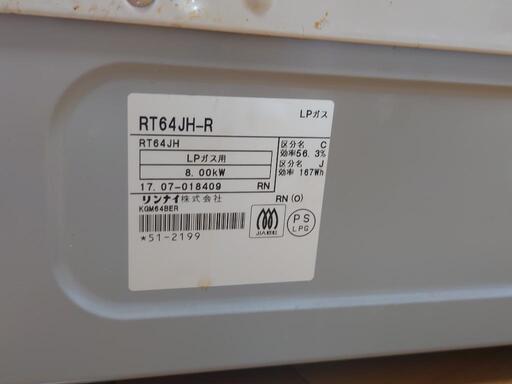 LPガス
RT64JH-R
RT64JH
LPガス用
8.00kW
17.07-018409 RN
区分名 C
効率56.3%
区分名 J
効率 167Wh
リンナイ株式会社
KGM64BER
RN (O)
*51-2199
JIA認証
PS
LPG